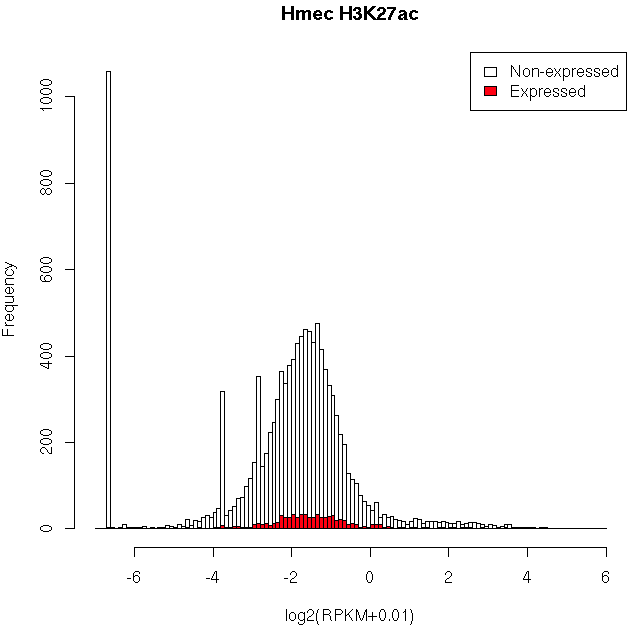 Hmec H3K27ac
Non-expressed
Expressed
Frequency
0
200
400
600
800
1000
-6
-4
-2
0
2
4
6
log2(RPKM+0.01)